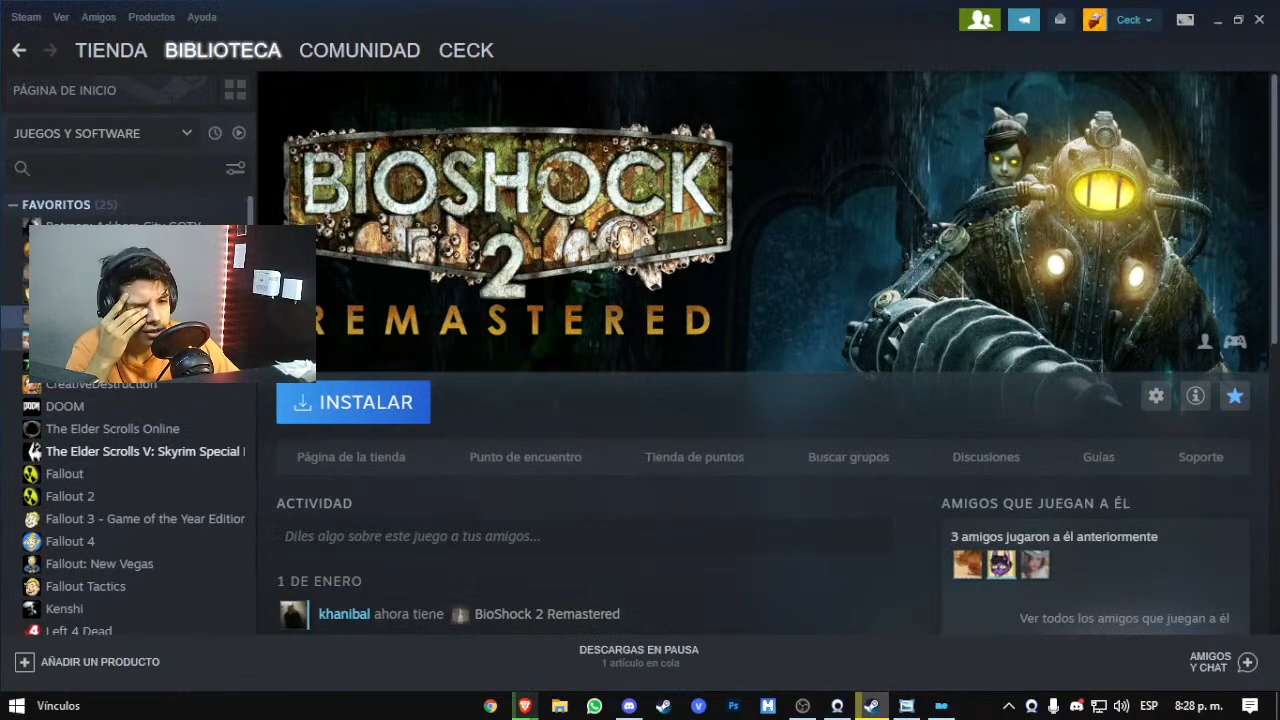 Steam Ver Amigos Productos Ayuda
Ceck
TIENDA BIBLIOTECA COMUNIDAD CECK
PÁGINA DE INICIO
JUEGOS Y SOFTWARE
FAVORITOS (25)
CreativeDestruction
DOOM
The Elder Scrolls Online
The Elder Scrolls V: Skyrim Special
Fallout
Fallout 2
Fallout 3 - Game of the Year Edition
Fallout 4
Fallout: New Vegas
Fallout Tactics
Kenshi
Left 4 Dead
BIOSHOCK
2
REMASTERED
INSTALAR
Página de la tienda Punto de encuentro Tienda de puntos Buscar grupos Discusiones Guías Soporte
ACTIVIDAD
Diles algo sobre este juego a tus amigos...
1 DE ENERO
khanibal ahora tiene BioShock 2 Remastered
AMIGOS QUE JUEGAN A ÉL
3 amigos jugaron a él anteriormente
Ver todos los amigos que juegan a él
AÑADIR UN PRODUCTO
DESCARGAS EN PAUSA
1 artículo en cola
AMIGOS
Y CHAT
Vínculos
ESP
8:28 p. m.